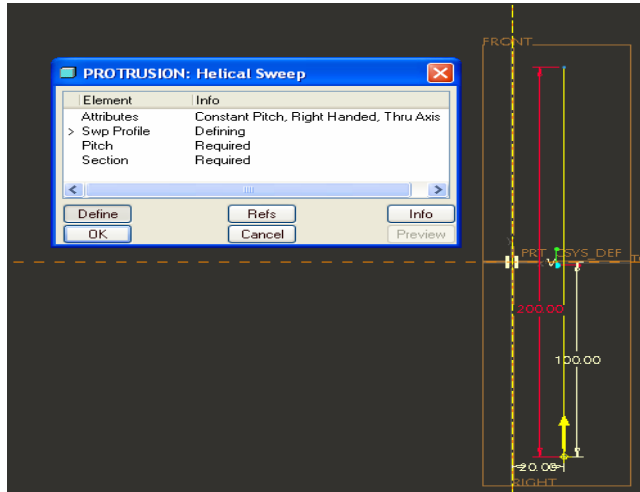 PROTRUSION: Helical Sweep
Element Info
Attributes Constant Pitch, Right Handed, Thru Axis
> Swp Profile Defining
Pitch Required
Section Required
Define Refs Info
OK Cancel Preview
FRONT
PRT_CSYS_DEF
200.00
100.00
20.00
RIGHT